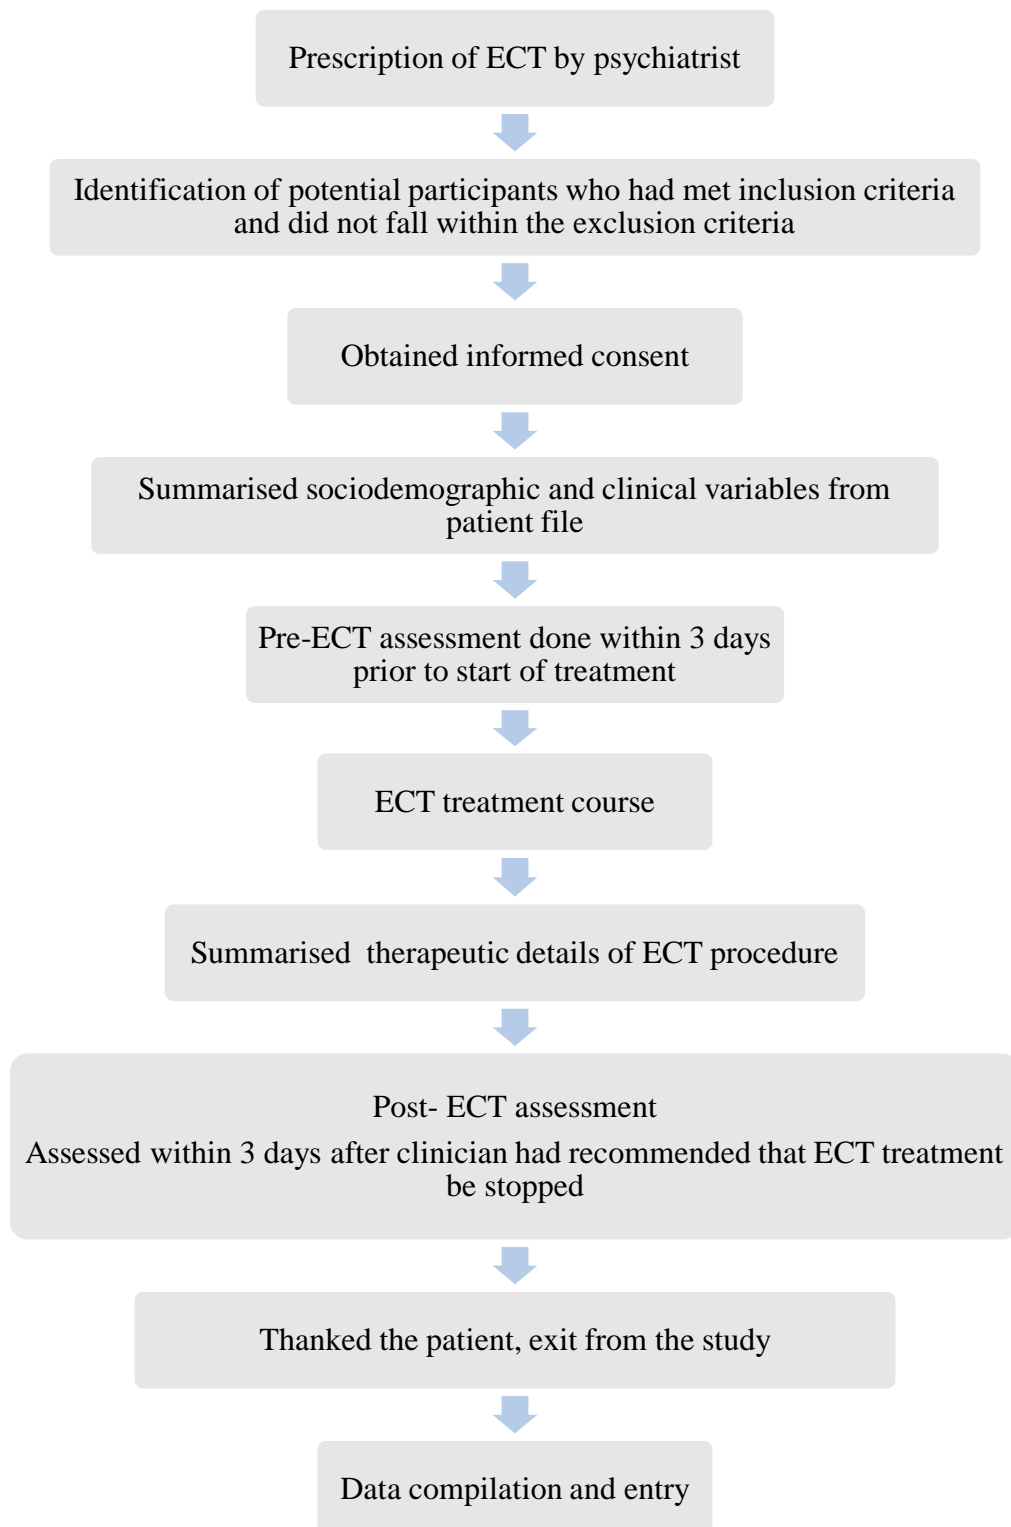 Prescription of ECT by psychiatrist
Identification of potential participants who had met inclusion criteria
and did not fall within the exclusion criteria
Obtained informed consent
Summarised sociodemographic and clinical variables from
patient file
Pre-ECT assessment done within 3 days
prior to start of treatment
ECT treatment course
Summarised  therapeutic details of ECT procedure
Post- ECT assessment
Assessed within 3 days after clinician had recommended that ECT treatment
be stopped
Thanked the patient, exit from the study
Data compilation and entry